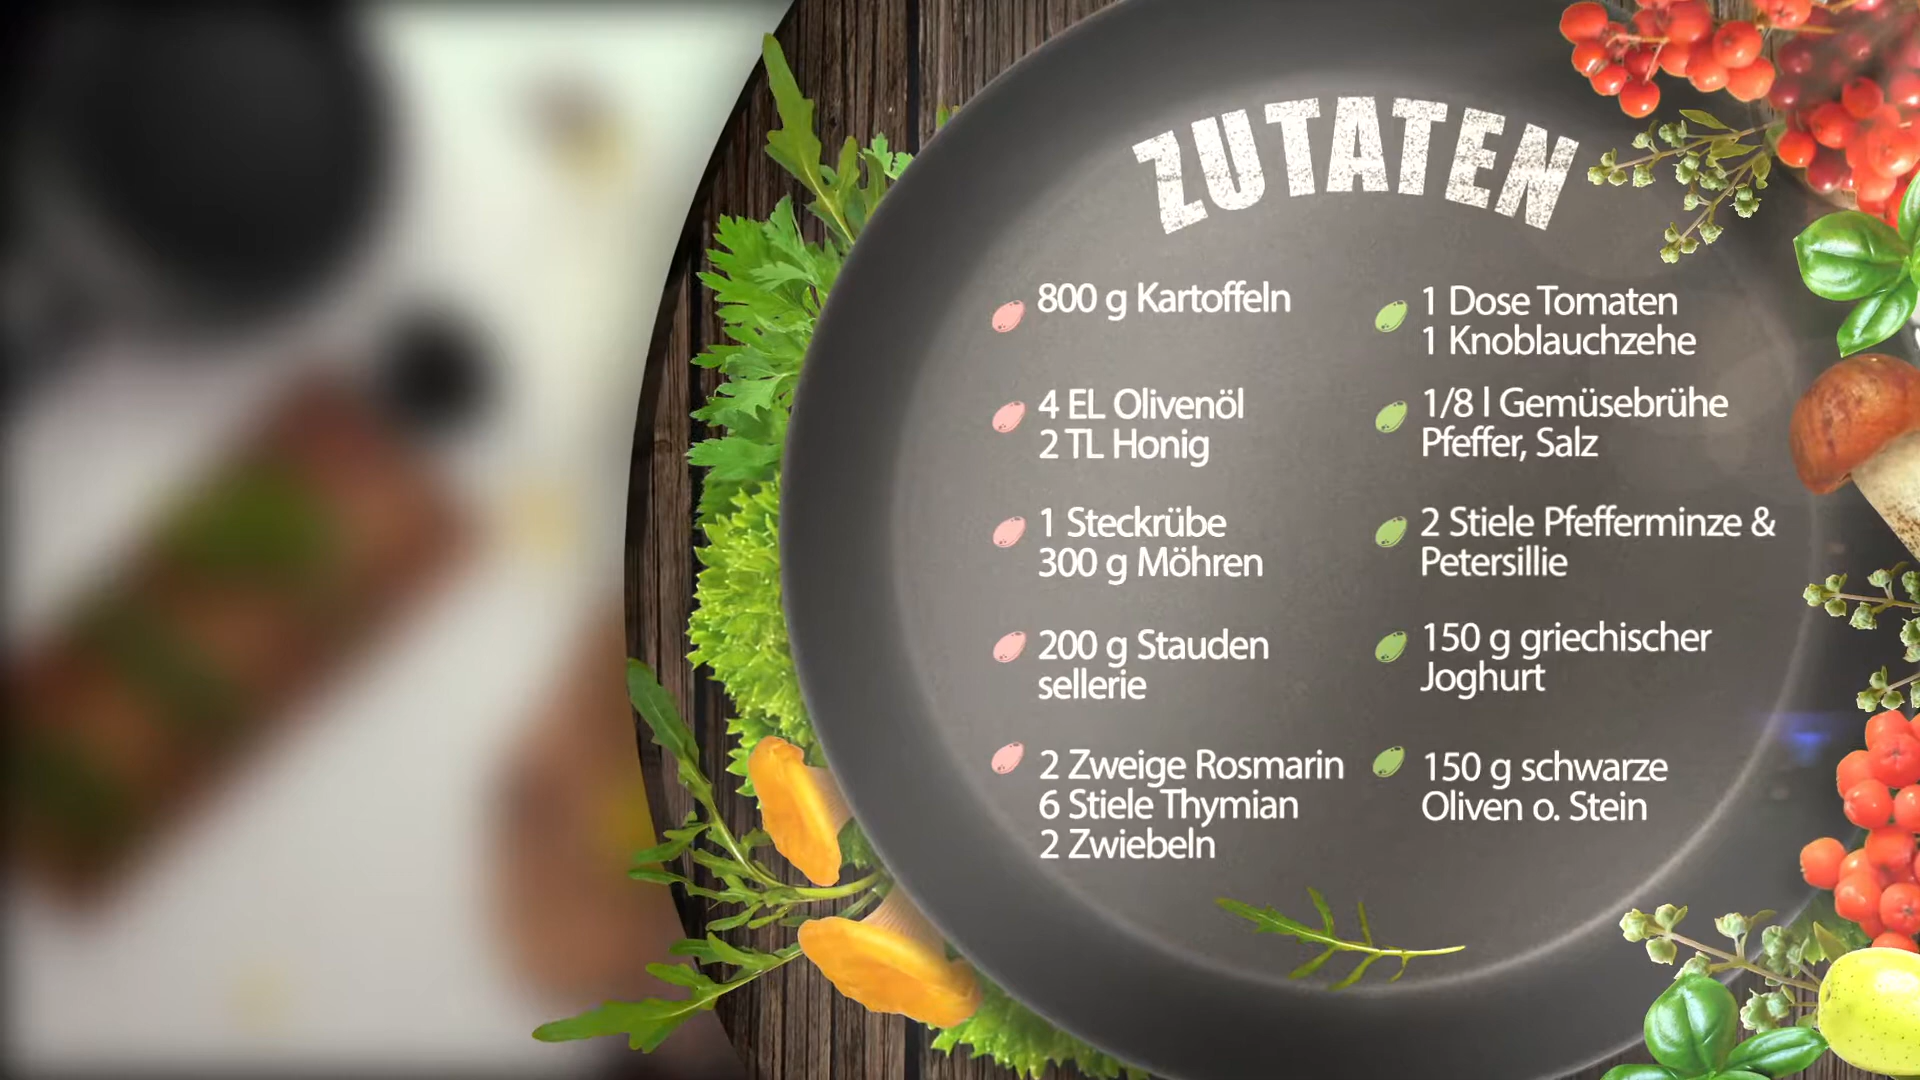 ZUTATEN
800 g Kartoffeln
4 EL Olivenöl
2 TL Honig
1 Steckrübe
300 g Möhren
200 g Stauden
sellerie
2 Zweige Rosmarin
6 Stiele Thymian
2 Zwiebeln
1 Dose Tomaten
1 Knoblauchzehe
1/8 l Gemüsebrühe
Pfeffer, Salz
2 Stiele Pfefferminze &
Petersillie
150 g griechischer
Joghurt
150 g schwarze
Oliven o. Stein